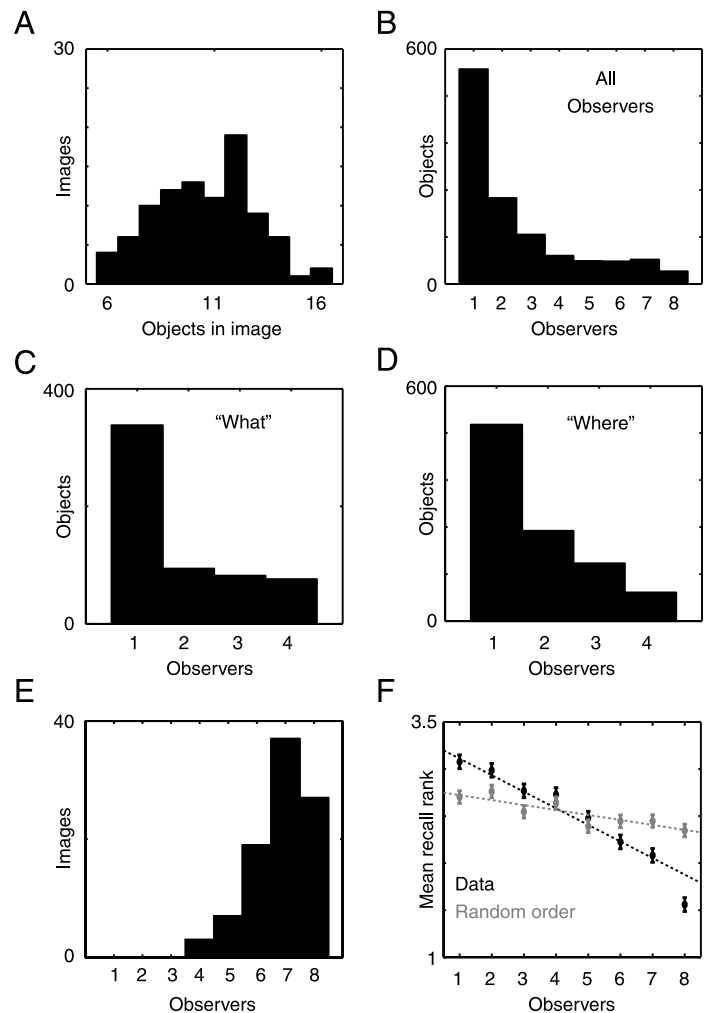 A
30
Images
0
6 11 16
Objects in image
B
600
All
Observers
Objects
0
1 2 3 4 5 6 7 8
Observers
C
400
“What”
Objects
0
1 2 3 4
Observers
D
600
“Where”
Objects
0
1 2 3 4
Observers
E
40
Images
0
1 2 3 4 5 6 7 8
Observers
F
3.5
Mean recall rank
Data
Random order
1
1 2 3 4 5 6 7 8
Observers